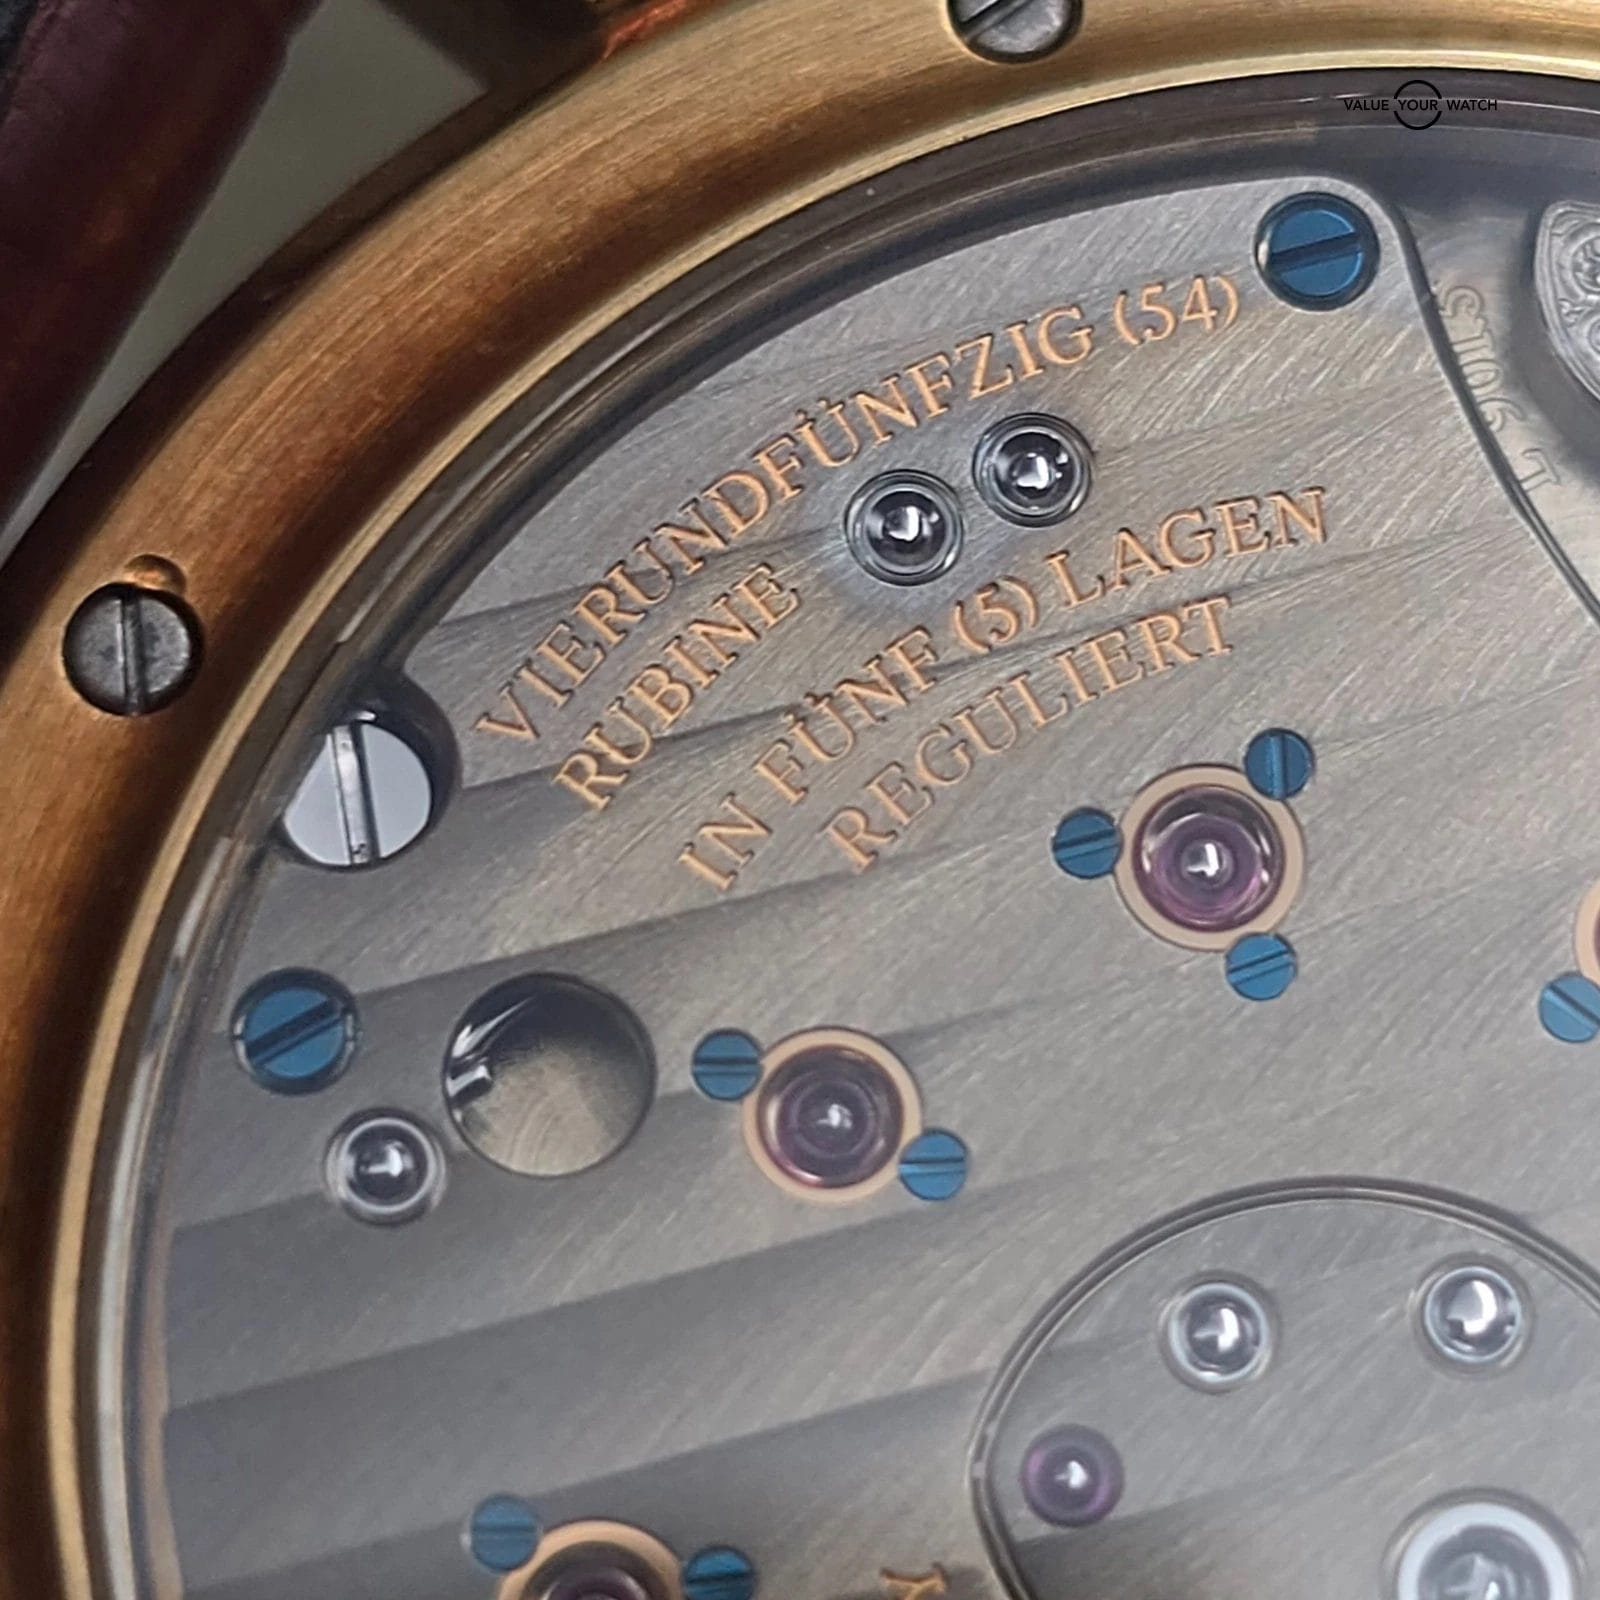 VALUE YOUR WATCH
VIERUNDFÜNFZIG (54)
RUBINE
IN FÜNF (5) LAGEN
REGULIERT